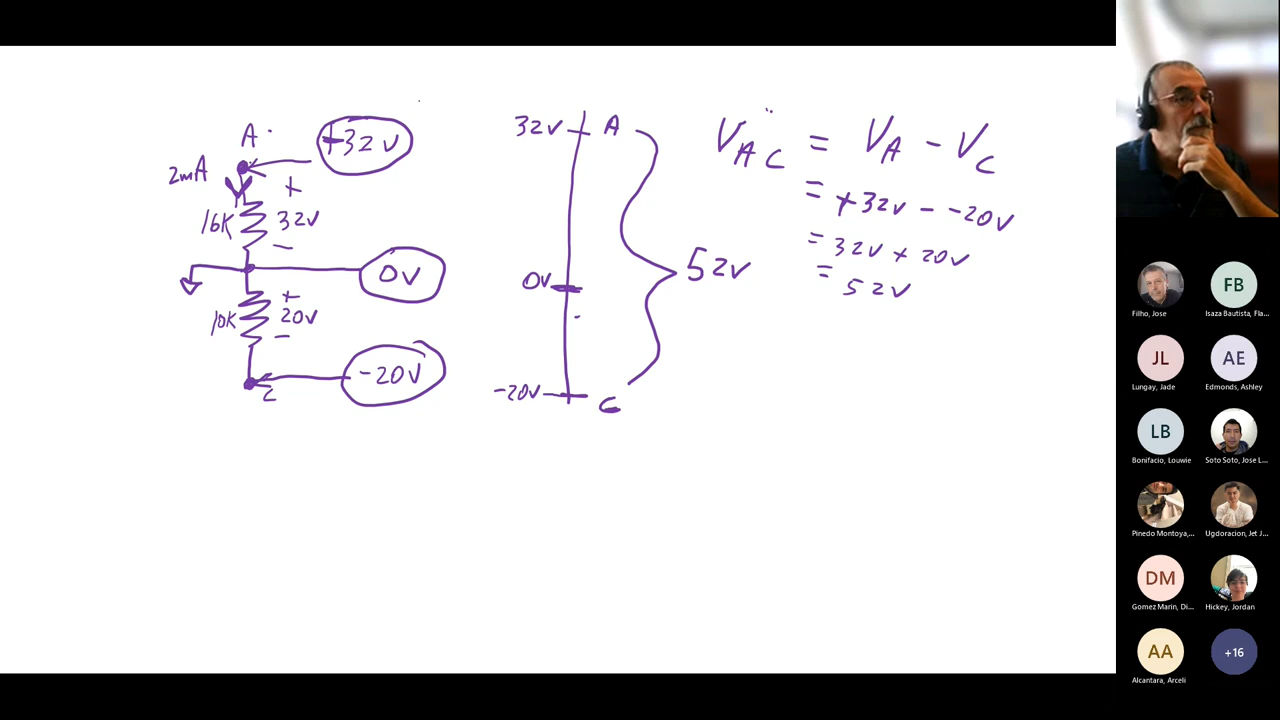 A
+32V
2mA
+
16K
32V
-
0V
+
10K
20V
-
-20V
C
32V
A
0V
52V
-20V
C
VAC = VA - VC
= +32V - -20V
= 32V + 20V
= 52V
Filho, Jose
FB
Isaza Bautista, Fla...
JL
Lungay, Jade
AE
Edmonds, Ashley
LB
Bonifacio, Louwie
Soto Soto, Jose L...
Pinedo Montoya,...
Ugdoracion, Jet J...
DM
Gomez Marin, Di...
Hickey, Jordan
AA
Alcantara, Arceli
+16